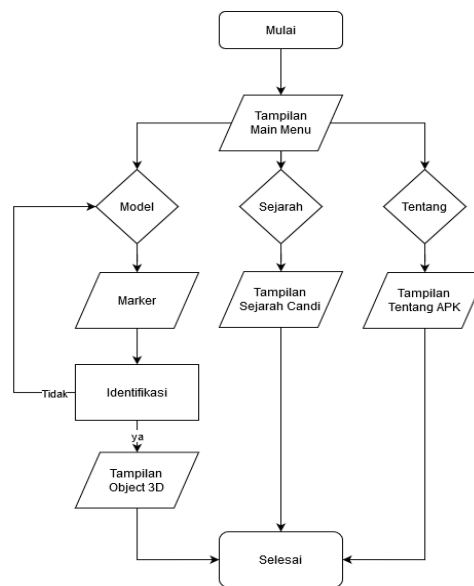 Mulai
Tampilan
Main Menu
Model
Sejarah
Tentang
Marker
Tampilan
Sejarah Candi
Tampilan
Tentang APK
Tidak
Identifikasi
ya
Tampilan
Object 3D
Selesai